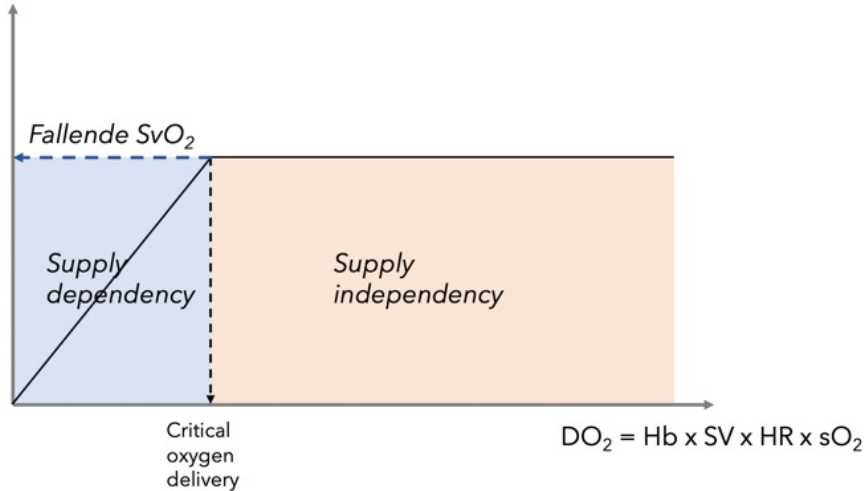 Fallende SvO₂
Supply
dependency
Supply
independency
Critical
oxygen
delivery
DO₂ = Hb x SV x HR x sO₂